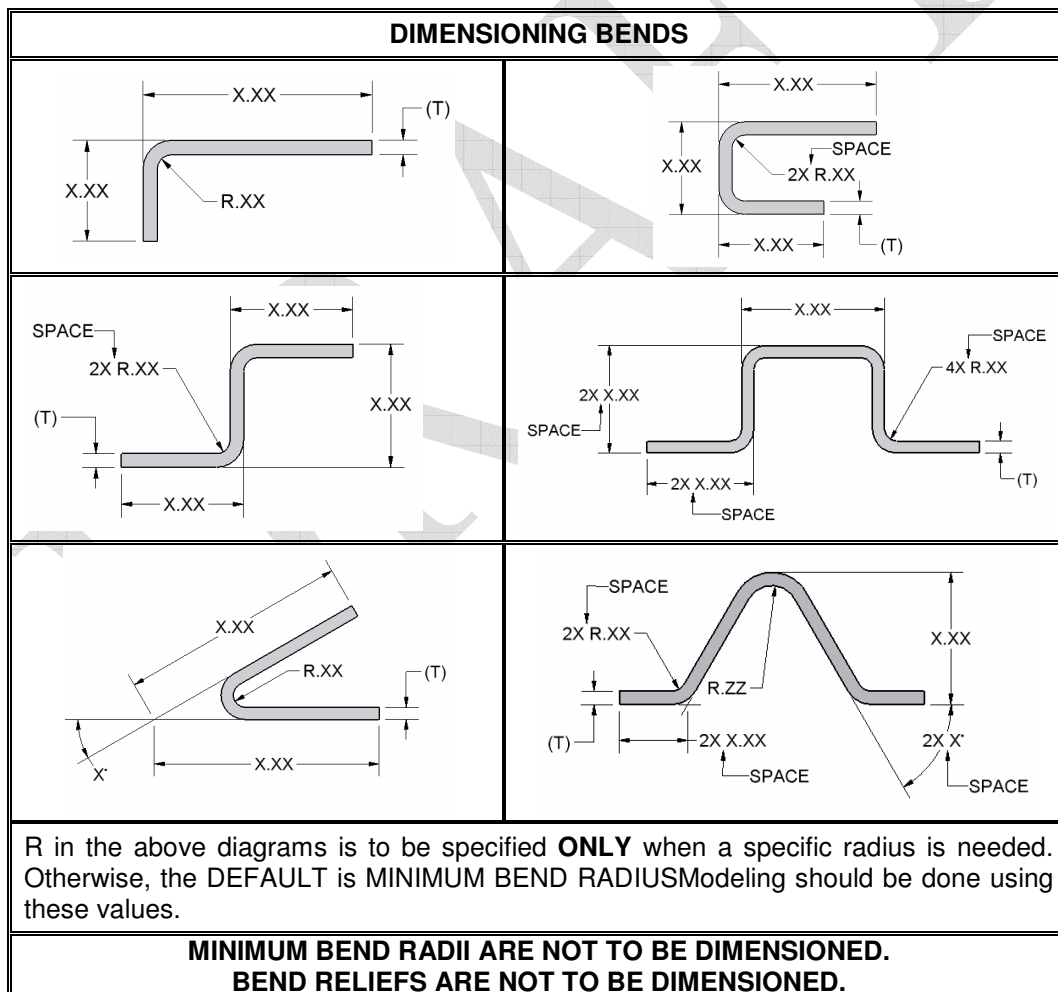 DIMENSIONING BENDS
X.XX
(T)
X.XX
R.XX
X.XX
SPACE
X.XX
2X R.XX
X.XX
(T)
X.XX
SPACE
2X R.XX
X.XX
(T)
X.XX
X.XX
SPACE
2X X.XX
4X R.XX
SPACE
2X X.XX
(T)
SPACE
X.XX
R.XX
(T)
X°
X.XX
SPACE
2X R.XX
X.XX
R.ZZ
(T)
2X X.XX
2X X°
SPACE
SPACE
R in the above diagrams is to be specified ONLY when a specific radius is needed.
Otherwise, the DEFAULT is MINIMUM BEND RADIUSModeling should be done using
these values.
MINIMUM BEND RADII ARE NOT TO BE DIMENSIONED.
BEND RELIEFS ARE NOT TO BE DIMENSIONED.